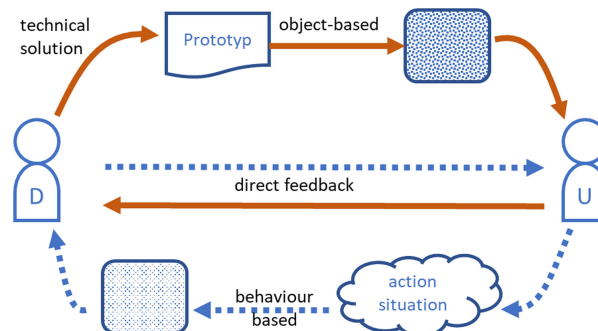 technical
solution
Prototyp
object-based
D
direct feedback
U
action
situation
behaviour
based